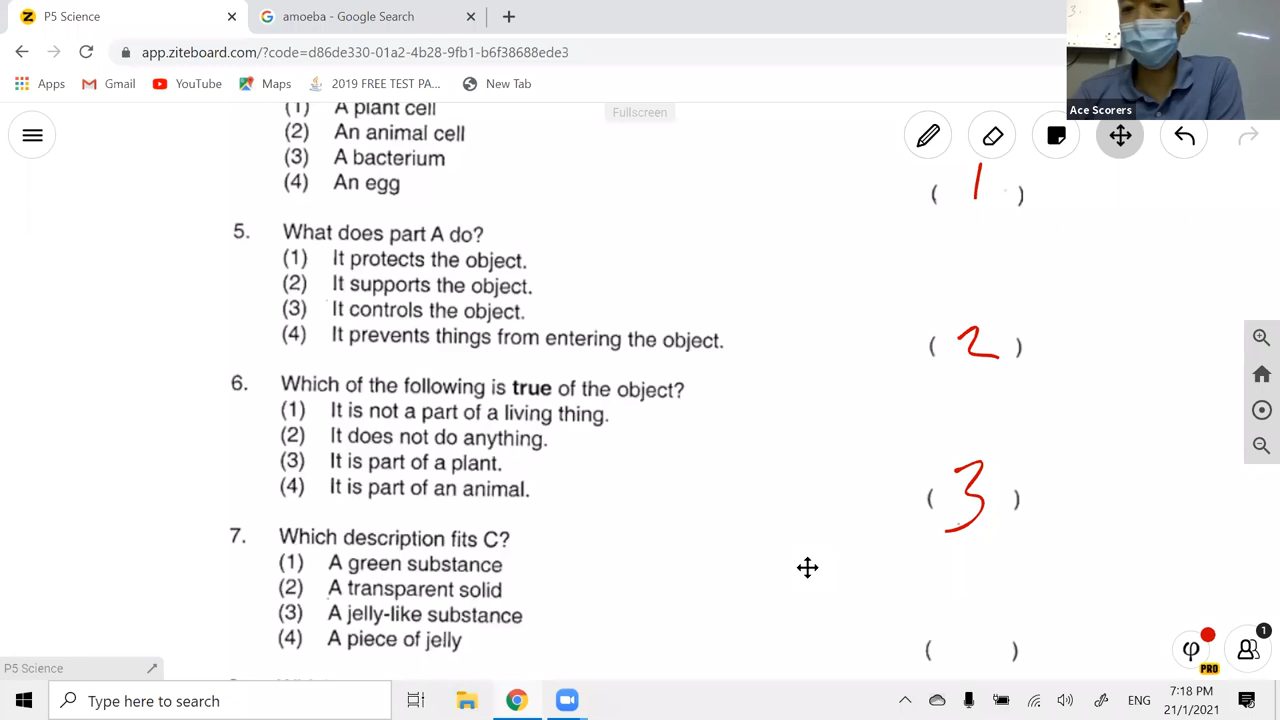 P5 Science
amoeba - Google Search
app.ziteboard.com/?code=d86de330-01a2-4b28-9fb1-b6f38688ede3
Apps
Gmail
YouTube
Maps
2019 FREE TEST PA...
New Tab
Ace Scorers
Fullscreen
(1) A plant cell
(2) An animal cell
(3) A bacterium
(4) An egg
( 1 )
5. What does part A do?
(1) It protects the object.
(2) It supports the object.
(3) It controls the object.
(4) It prevents things from entering the object.
( 2 )
6. Which of the following is true of the object?
(1) It is not a part of a living thing.
(2) It does not do anything.
(3) It is part of a plant.
(4) It is part of an animal.
( 3 )
7. Which description fits C?
(1) A green substance
(2) A transparent solid
(3) A jelly-like substance
(4) A piece of jelly
( )
P5 Science
φ
PRO
1
Type here to search
ENG
7:18 PM
21/1/2021